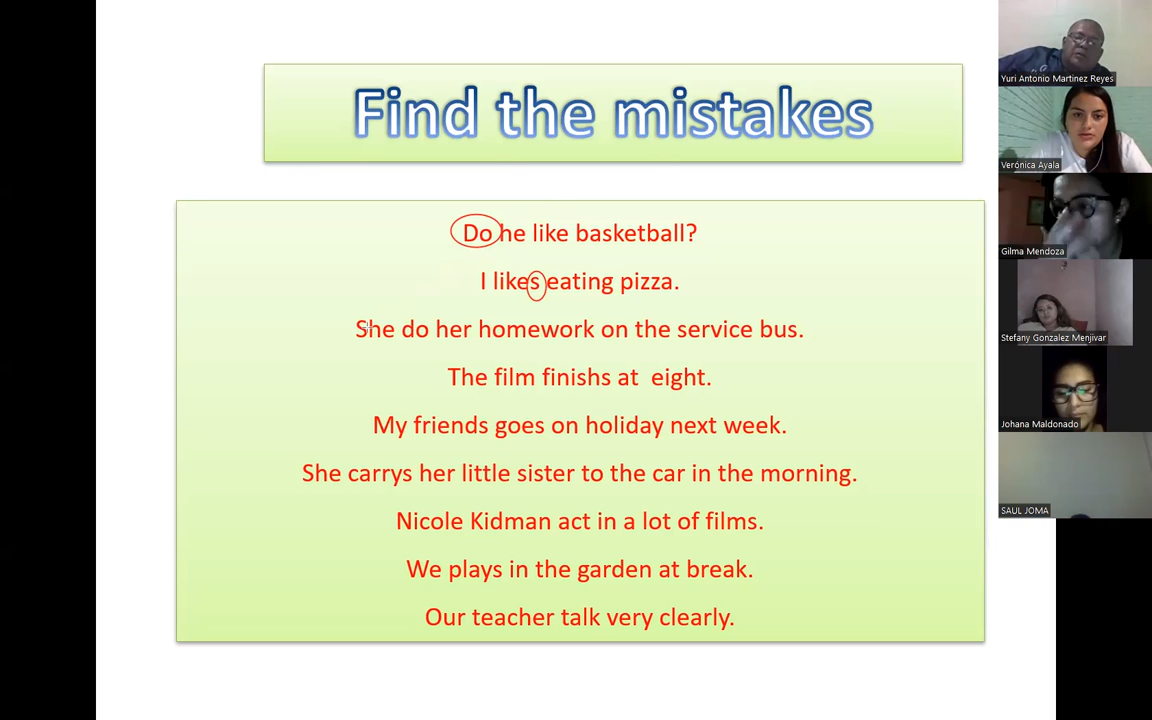 Find the mistakes
Do he like basketball?
I likes eating pizza.
She do her homework on the service bus.
The film finishs at eight.
My friends goes on holiday next week.
She carrys her little sister to the car in the morning.
Nicole Kidman act in a lot of films.
We plays in the garden at break.
Our teacher talk very clearly.
Yuri Antonio Martinez Reyes
Verónica Ayala
Gilma Mendoza
Stefany Gonzalez Menjivar
Johana Maldonado
SAUL JOMA